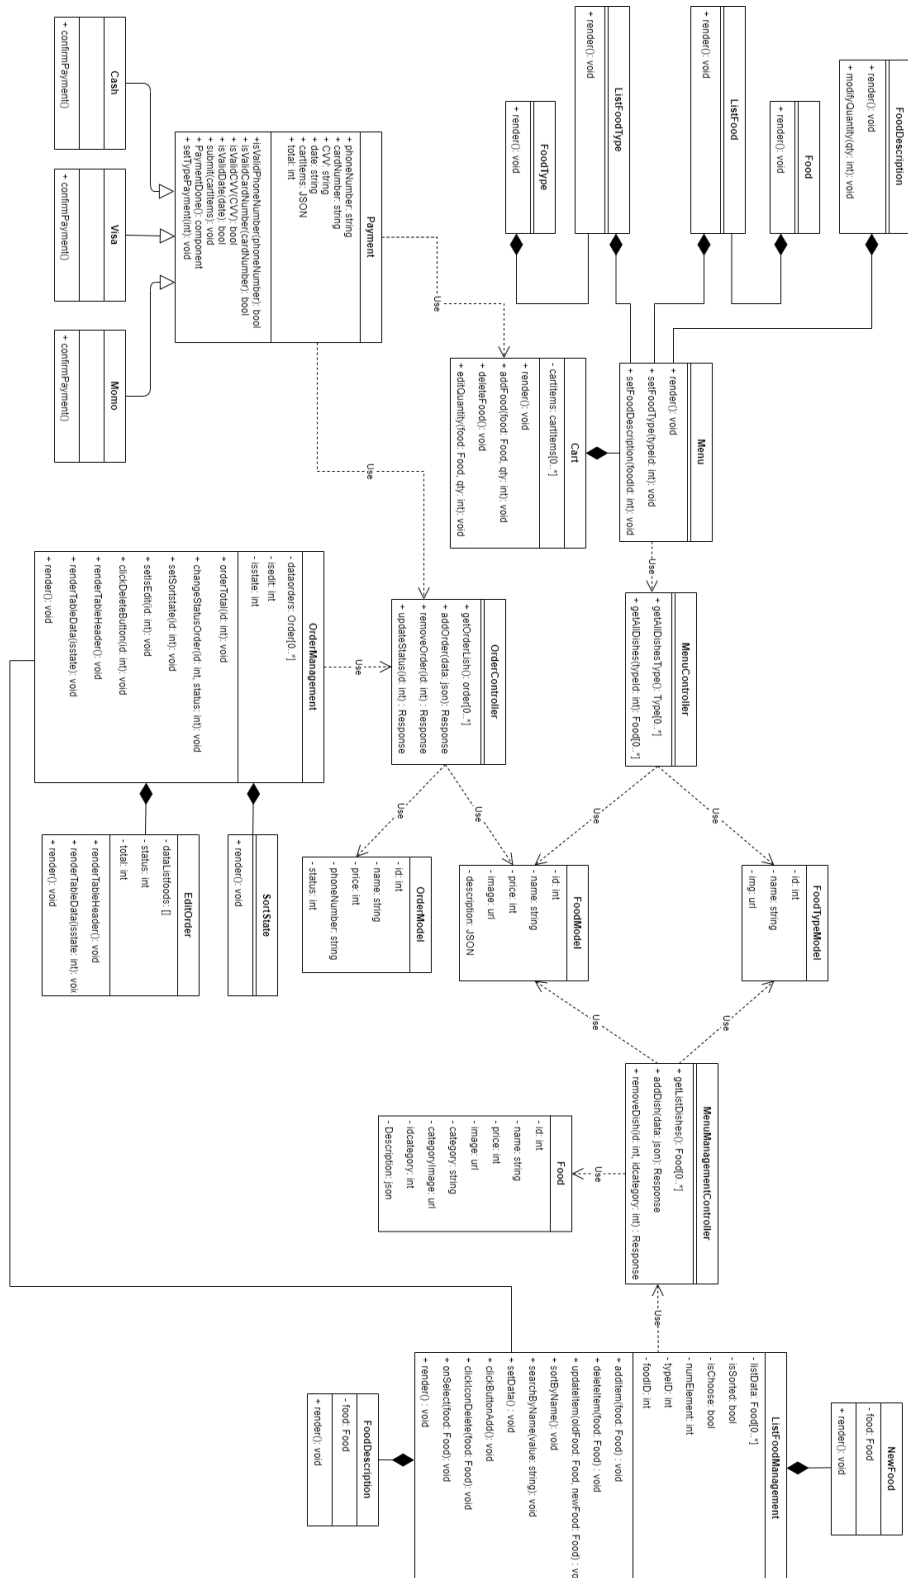 Cash
+ confirmPayment()
Visa
+ confirmPayment()
Momo
+ confirmPayment()
Payment
+ phoneNumber: string
+ cardNumber: string
+ CVV: string
+ date: string
+ cartItems: JSON
+ total: int
+ isValidPhoneNumber(phoneNumber): bool
+ isValidCardNumber(cardNumber): bool
+ isValidCVV(CVV): bool
+ isValidDate(date): bool
+ submit(cartItems): void
+ PaymentDone(): component
+ setTypePayment(int): void
Use
Use
FoodType
+ render(): void
ListFoodType
+ render(): void
ListFood
+ render(): void
Food
+ render(): void
FoodDescription
+ render(): void
+ modifyQuantity(qty: int): void
Cart
- cartItems: cartItems[0..*]
+ render(): void
+ addFood(food: Food, qty: int): void
+ deleteFood(): void
+ editQuantity(food: Food, qty: int): void
Menu
+ render(): void
+ setFoodType(typeId: int): void
+ setFoodDescription(foodId: int): void
Use
MenuController
+ getAllDishesType(): Type[0..*]
+ getAllDishes(typeId: int): Food[0..*]
Use
Use
OrderManagement
- dataorders: Order[0..*]
- isedit: int
- isstate: int
+ orderTotal(id: int): void
+ changeStatusOrder(id: int, status: int): void
+ setSortstate(id: int): void
+ setIsEdit(id: int): void
+ clickDeleteButton(id: int): void
+ renderTableHeader(): void
+ renderTableData(isstate): void
+ render(): void
Use
OrderController
+ getOrderLish(): order[0..*]
+ addOrder(data: json): Response
+ removeOrder(id: int) : Response
+ updateStatus(id: int) : Response
Use
Use
SortState
+ render(): void
EditOrder
- dataListfoods: []
- status: int
- total: int
+ renderTableHeader(): void
+ renderTableData(isstate: int): void
+ render(): void
OrderModel
- id: int
- name: string
- price: int
- phoneNumber: string
- status: int
FoodModel
- id: int
- name: string
- price: int
- image: url
- description: JSON
FoodTypeModel
- id: int
- name: string
- img: url
Use
Use
MenuManagementController
+ getListDishes(): Food[0..*]
+ addDish(data: json): Response
+ removeDish(id: int, idcategory: int) : Response
Use
Food
- id: int
- name: string
- price: int
- image: url
- category: string
- categoryImage: url
- idcategory: int
- Description: json
Use
ListFoodManagement
- listData: Food[0..*]
- isSorted: bool
- isChoose: bool
- numElement: int
- typeID: int
- foodID: int
+ addItem(food: Food) : void
+ deleteItem(food: Food) : void
+ updateItem(oldFood: Food, newFood: Food) : vo
+ sortByName(): void
+ searchByName(value: string): void
+ setData() : void
+ clickButtonAdd(): void
+ clickIconDelete(food: Food): void
+ onSelect(food: Food): void
+ render() : void
NewFood
- food: Food
+ render(): void
FoodDescription
- food: Food
+ render(): void